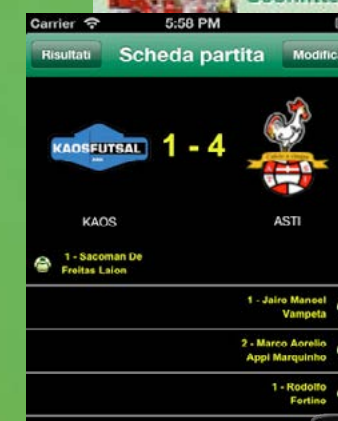 Carrier 5:58 PM
Risultati Scheda partita Modifica
KAOSFUTSAL 1 - 4
KAOS ASTI
1 - Sacoman De
Freitas Laion
1 - Jairo Manoel
Vampeta
2 - Marco Aorelio
Appi Marquinho
1 - Rodolfo
Fortino